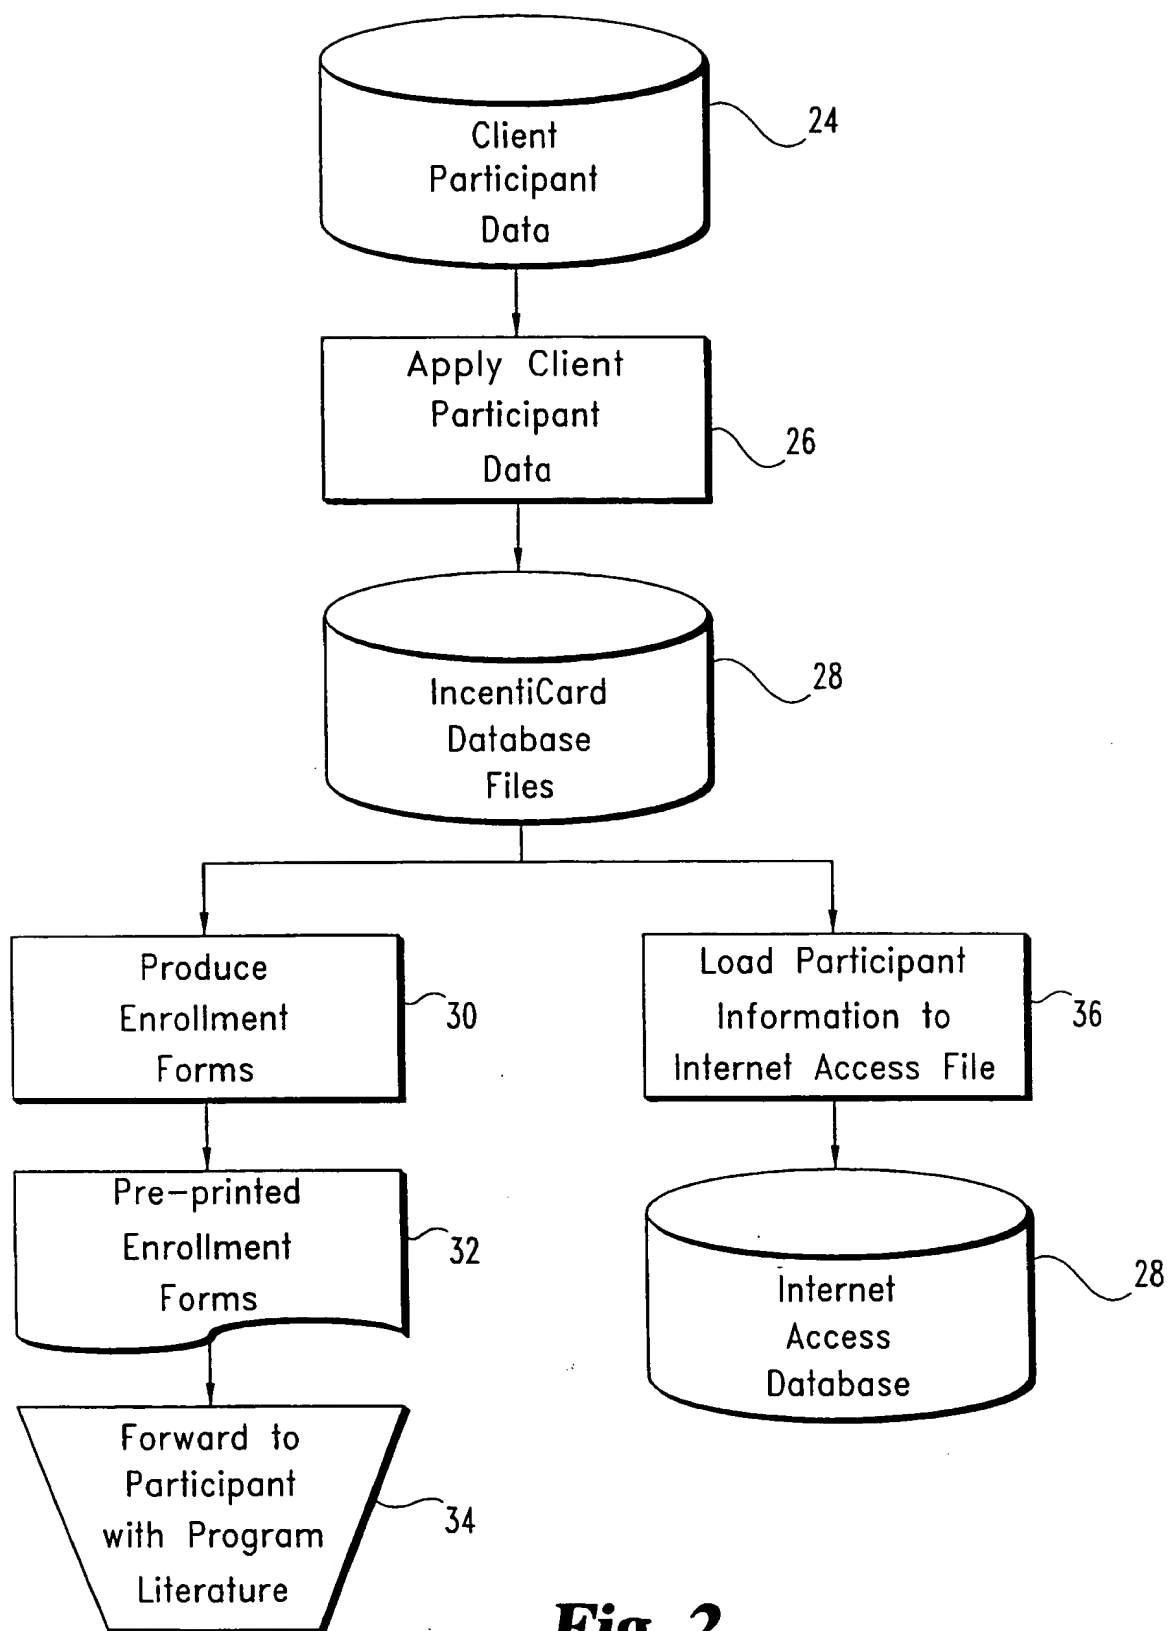 Client
Participant
Data
24
Apply Client
Participant
Data
26
IncentiCard
Database
Files
28
Produce
Enrollment
Forms
30
Load Participant
Information to
Internet Access File
36
Pre-printed
Enrollment
Forms
32
Internet
Access
Database
28
Forward to
Participant
with Program
Literature
34
Fig. 2